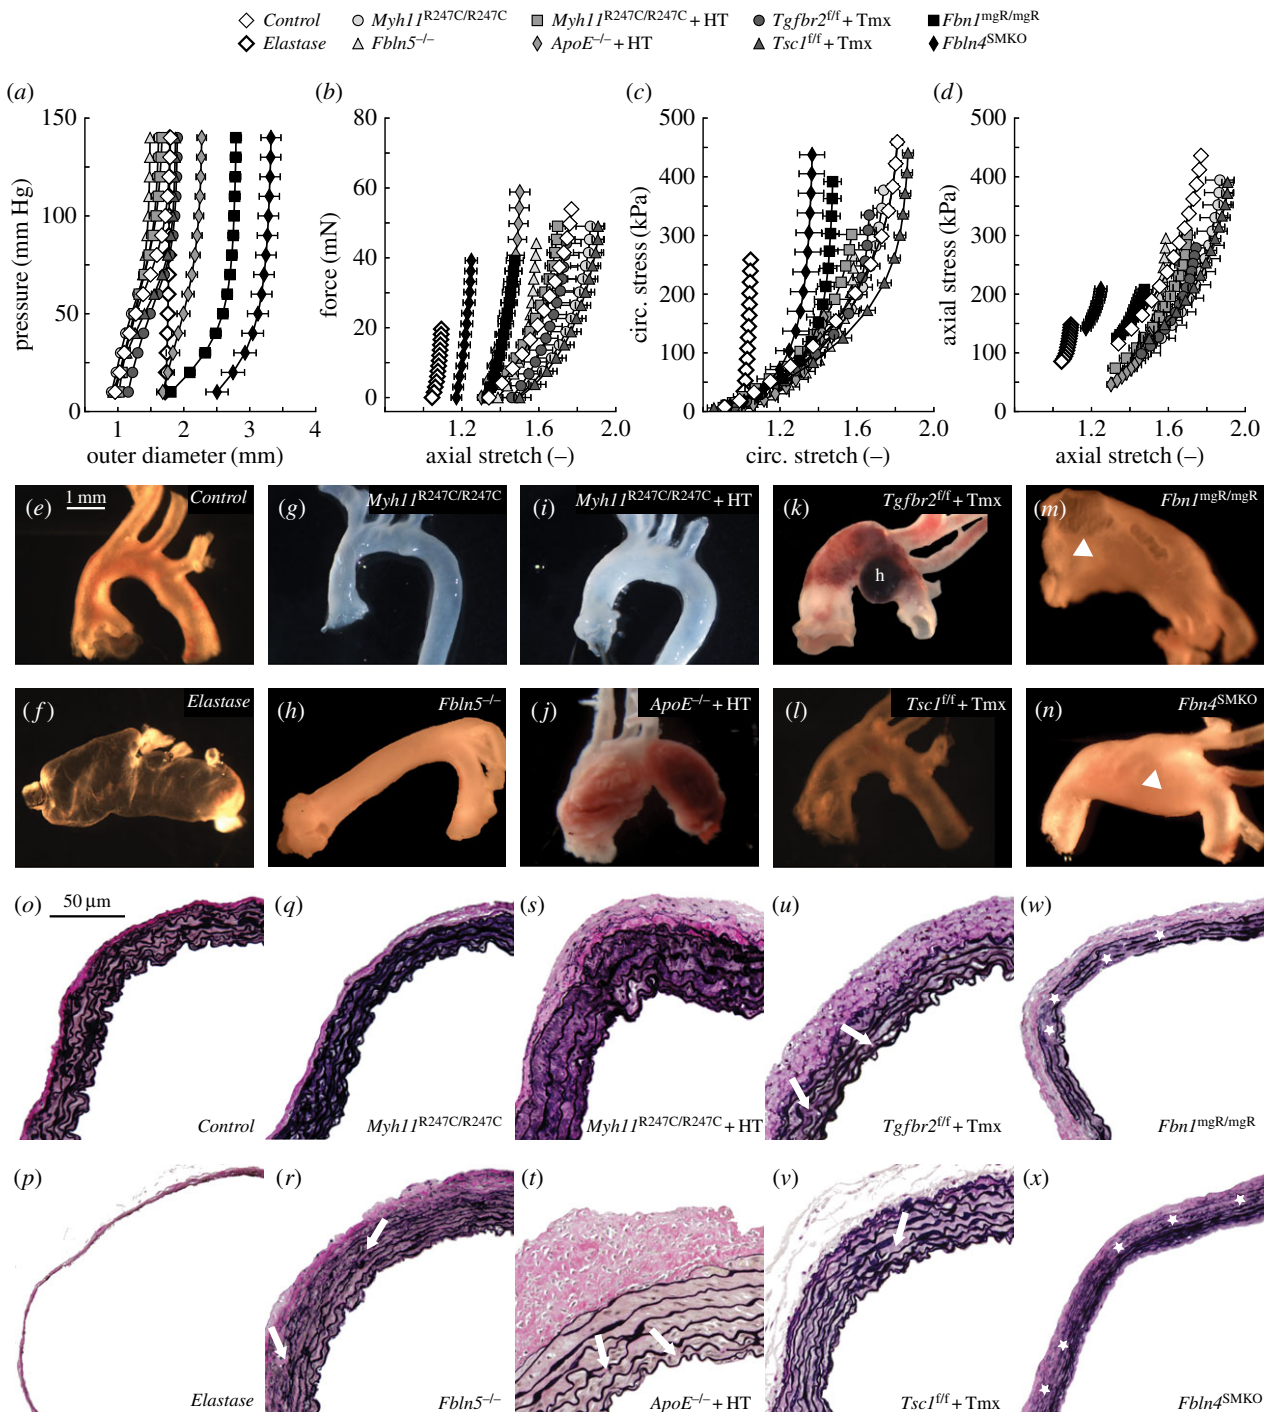 Control Myh11R247C/R247C Myh11R247C/R247C + HT Tgfbr2f/f + Tmx Fbn1mgR/mgR
Elastase Fbln5–/– ApoE–/– + HT Tsc1f/f + Tmx Fbln4SMKO
(a) (b) (c) (d)
pressure (mm Hg)
150
100
50
0
1 2 3 4
outer diameter (mm)
force (mN)
80
60
40
20
0
1.2 1.6 2.0
axial stretch (–)
circ. stress (kPa)
500
400
300
200
100
0
1.2 1.6 2.0
circ. stretch (–)
axial stress (kPa)
500
400
300
200
100
0
1.2 1.6 2.0
axial stretch (–)
(e) 1 mm Control
(g) Myh11R247C/R247C
(i) Myh11R247C/R247C + HT
(k) Tgfbr2f/f + Tmx
h
(m) Fbn1mgR/mgR
(f) Elastase
(h) Fbln5–/–
(j) ApoE–/– + HT
(l) Tsc1f/f + Tmx
(n) Fbn4SMKO
(o) 50 µm
Control
(q)
Myh11R247C/R247C
(s)
Myh11R247C/R247C + HT
(u)
Tgfbr2f/f + Tmx
(w)
Fbn1mgR/mgR
(p)
Elastase
(r)
Fbln5–/–
(t)
ApoE–/– + HT
(v)
Tsc1f/f + Tmx
(x)
Fbln4SMKO